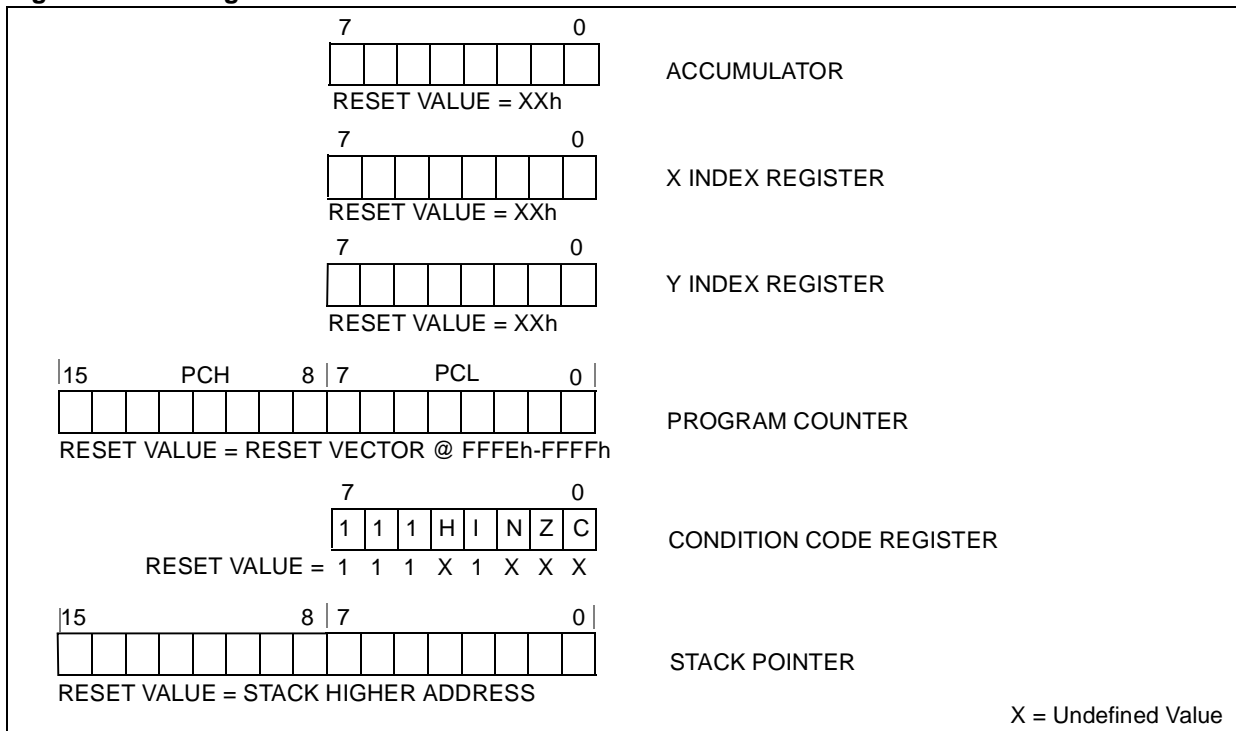 7 0
ACCUMULATOR
RESET VALUE = XXh
7 0
X INDEX REGISTER
RESET VALUE = XXh
7 0
Y INDEX REGISTER
RESET VALUE = XXh
15 PCH 8 7 PCL 0
PROGRAM COUNTER
RESET VALUE = RESET VECTOR @ FFFEh-FFFFh
7 0
1 1 1 H I N Z C
CONDITION CODE REGISTER
RESET VALUE = 1 1 1 X 1 X X X
15 8 7 0
STACK POINTER
RESET VALUE = STACK HIGHER ADDRESS
X = Undefined Value